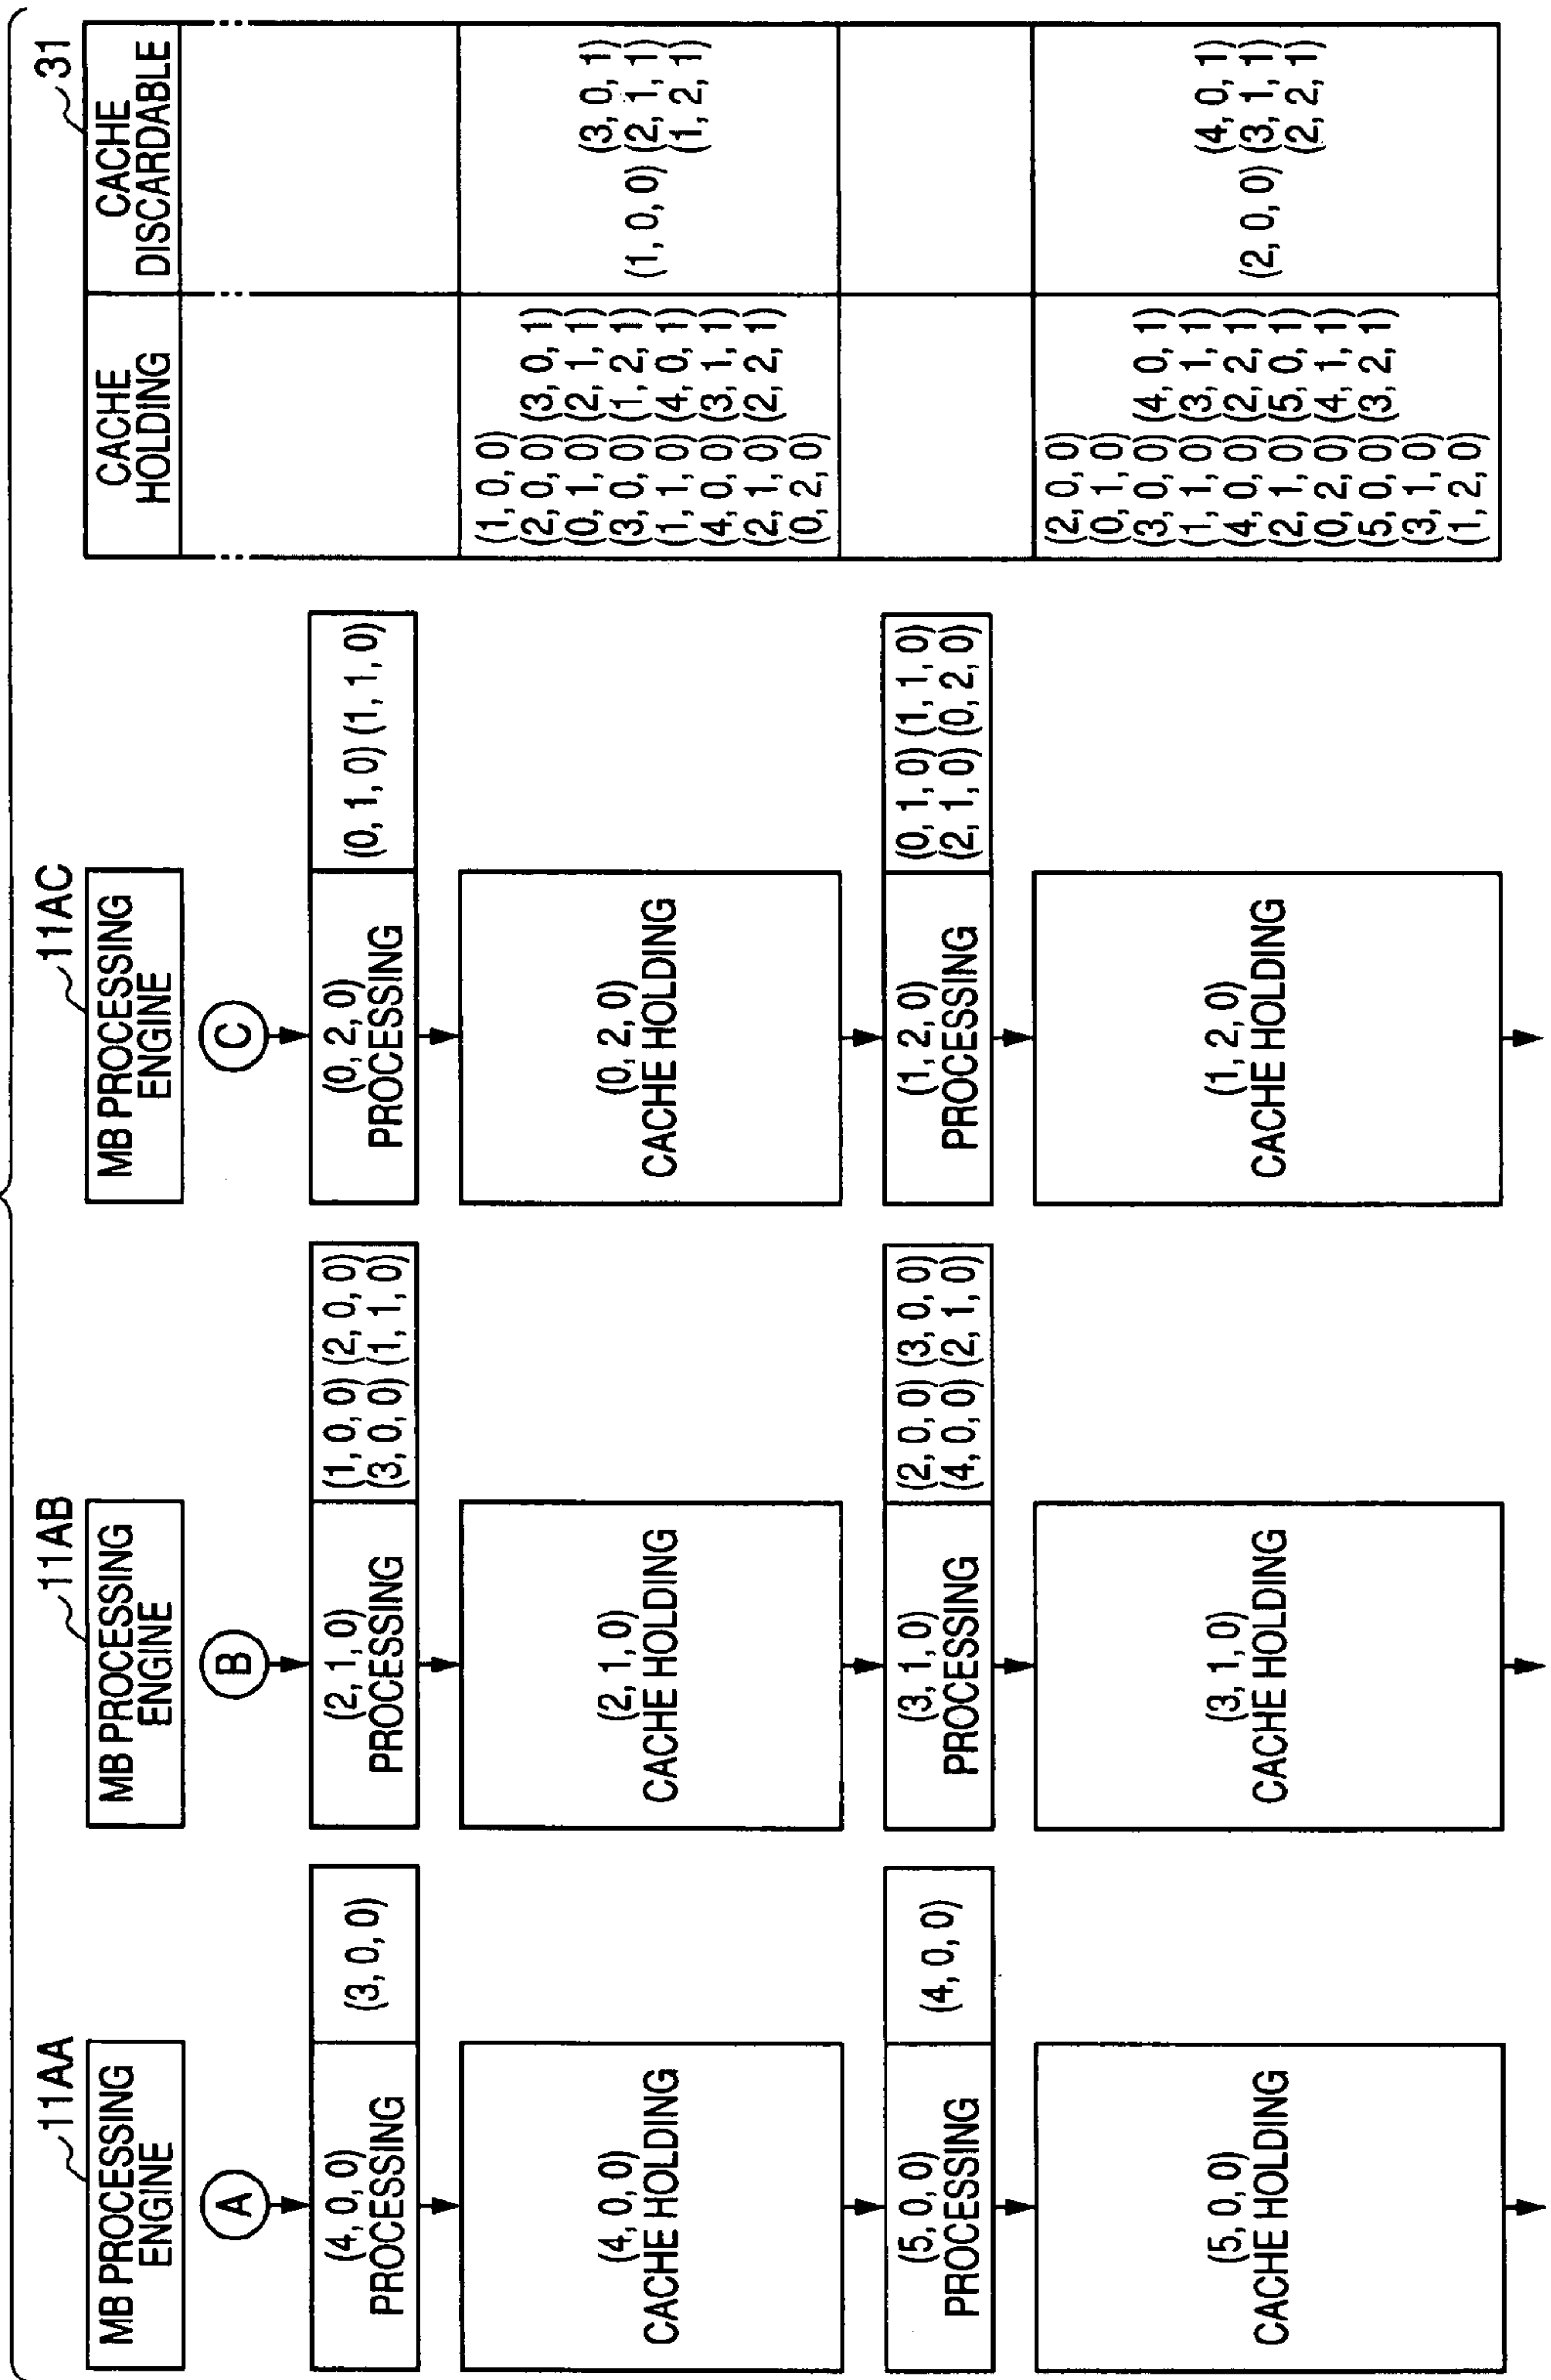 11AA
MB PROCESSING
ENGINE
A
(4, 0, 0)
PROCESSING
(3, 0, 0)
(4, 0, 0)
CACHE HOLDING
(5, 0, 0)
PROCESSING
(4, 0, 0)
(5, 0, 0)
CACHE HOLDING
11AB
MB PROCESSING
ENGINE
B
(2, 1, 0)
PROCESSING
(1, 0, 0) (2, 0, 0)
(3, 0, 0) (1, 1, 0)
(2, 1, 0)
CACHE HOLDING
(3, 1, 0)
PROCESSING
(2, 0, 0) (3, 0, 0)
(4, 0, 0) (2, 1, 0)
(3, 1, 0)
CACHE HOLDING
11AC
MB PROCESSING
ENGINE
C
(0, 2, 0)
PROCESSING
(0, 1, 0) (1, 1, 0)
(0, 2, 0)
CACHE HOLDING
(1, 2, 0)
PROCESSING
(0, 1, 0) (1, 1, 0)
(2, 1, 0) (0, 2, 0)
(1, 2, 0)
CACHE HOLDING
31
CACHE
HOLDING
CACHE
DISCARDABLE
(1, 0, 0)
(2, 0, 0) (3, 0, 1)
(0, 1, 0) (2, 1, 1)
(3, 0, 0) (1, 2, 1)
(1, 1, 0) (4, 0, 1)
(4, 0, 0) (3, 1, 1)
(2, 1, 0) (2, 2, 1)
(0, 2, 0)
(3, 0, 1)
(1, 0, 0) (2, 1, 1)
(1, 2, 1)
(2, 0, 0)
(0, 1, 0)
(3, 0, 0) (4, 0, 1)
(1, 1, 0) (3, 1, 1)
(4, 0, 0) (2, 2, 1)
(2, 1, 0) (5, 0, 1)
(0, 2, 0) (4, 1, 1)
(5, 0, 0) (3, 2, 1)
(3, 1, 0)
(1, 2, 0)
(4, 0, 1)
(2, 0, 0) (3, 1, 1)
(2, 2, 1)